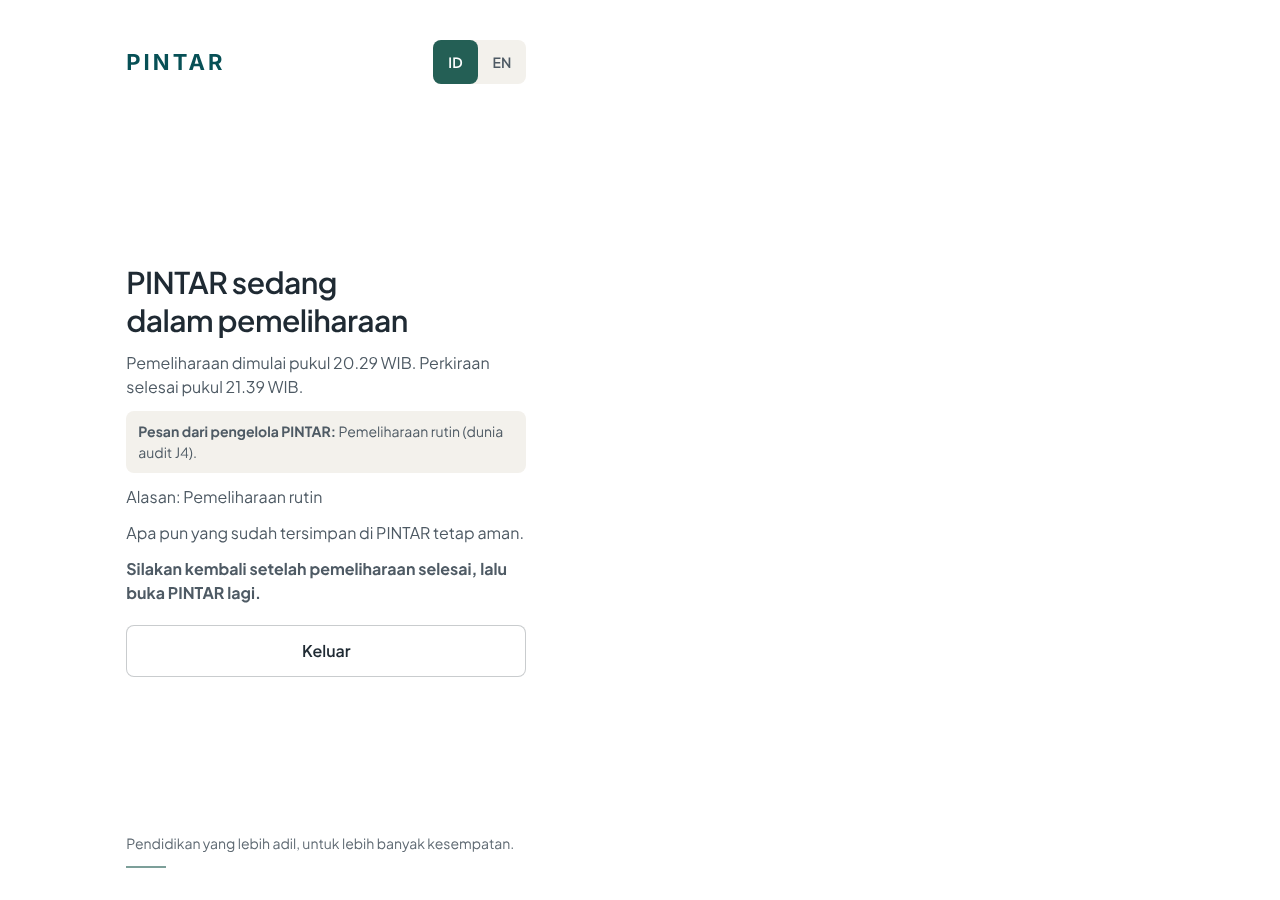 PINTAR
ID
EN
PINTAR sedang
dalam pemeliharaan
Pemeliharaan dimulai pukul 20.29 WIB. Perkiraan
selesai pukul 21.39 WIB.
Pesan dari pengelola PINTAR: Pemeliharaan rutin (dunia
audit J4).
Alasan: Pemeliharaan rutin
Apa pun yang sudah tersimpan di PINTAR tetap aman.
Silakan kembali setelah pemeliharaan selesai, lalu
buka PINTAR lagi.
Keluar
Pendidikan yang lebih adil, untuk lebih banyak kesempatan.